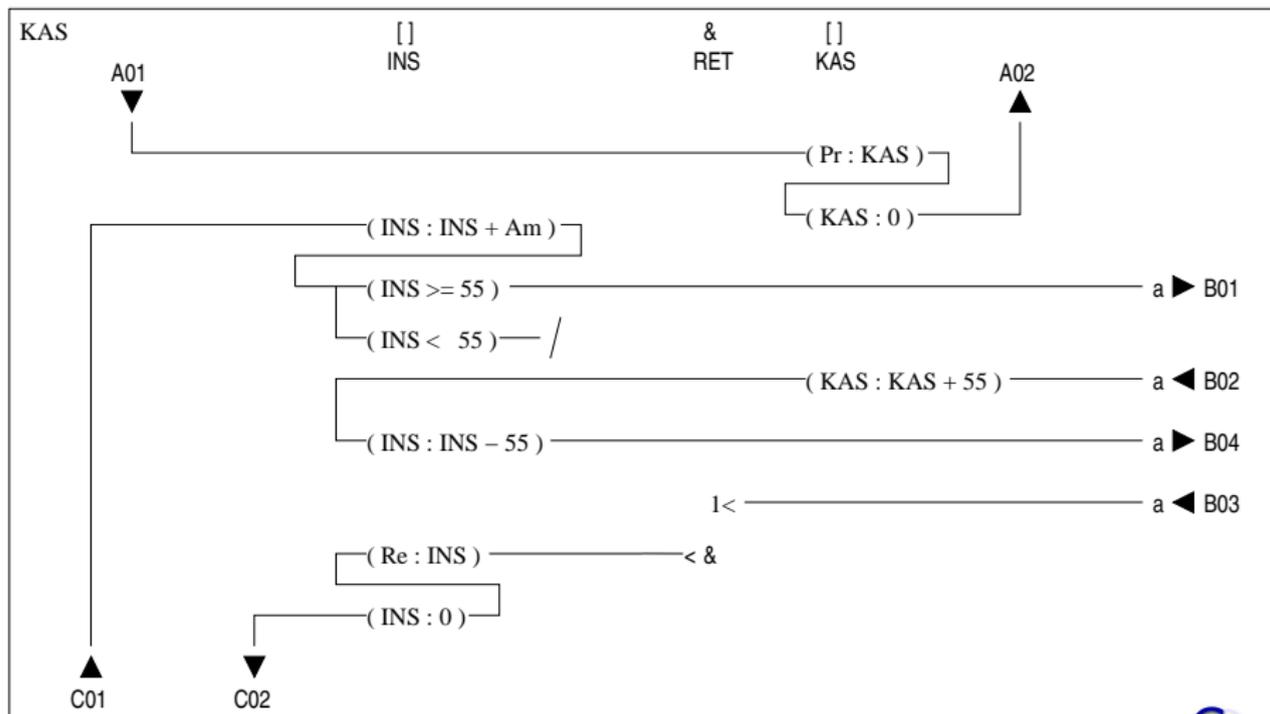 KAS [ ] & [ ]
INS RET KAS
A01 A02
( Pr : KAS )
( KAS : 0 )
( INS : INS + Am )
( INS >= 55 ) a B01
( INS < 55 ) /
( KAS : KAS + 55 ) a B02
( INS : INS – 55 ) a B04
1< a B03
( Re : INS ) < &
( INS : 0 )
C01 C02